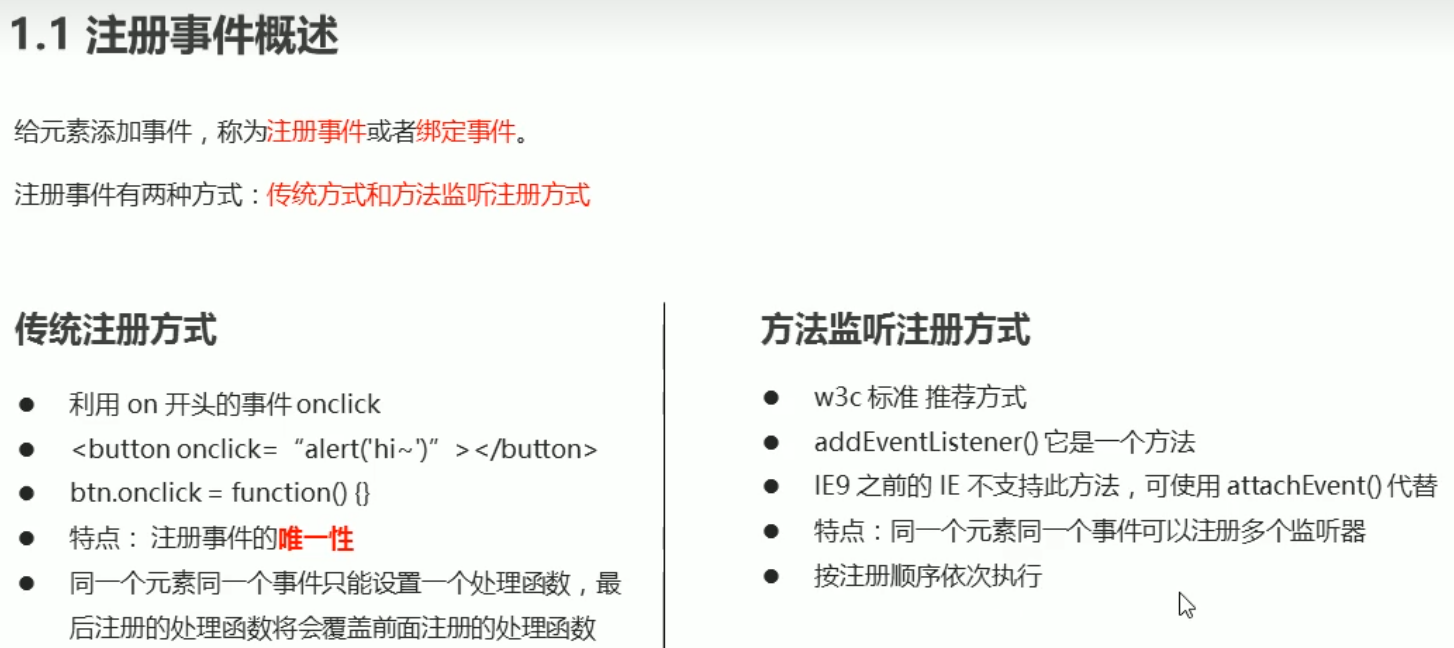 1.1 注册事件概述
给元素添加事件，称为注册事件或者绑定事件。
注册事件有两种方式：传统方式和方法监听注册方式
传统注册方式
● 利用 on 开头的事件 onclick
● <button onclick= “alert('hi~')” ></button>
● btn.onclick = function() {}
● 特点： 注册事件的唯一性
● 同一个元素同一个事件只能设置一个处理函数，最
后注册的处理函数将会覆盖前面注册的处理函数
方法监听注册方式
● w3c 标准 推荐方式
● addEventListener() 它是一个方法
● IE9 之前的 IE 不支持此方法，可使用 attachEvent() 代替
● 特点：同一个元素同一个事件可以注册多个监听器
● 按注册顺序依次执行